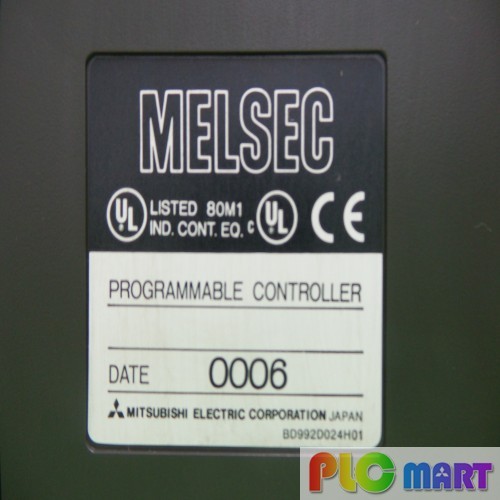 MELSEC
UL LISTED 80M1 c UL CE
IND. CONT. EQ.
PROGRAMMABLE CONTROLLER
DATE 0006
MITSUBISHI ELECTRIC CORPORATION JAPAN
BD992D024H01
PLC MART